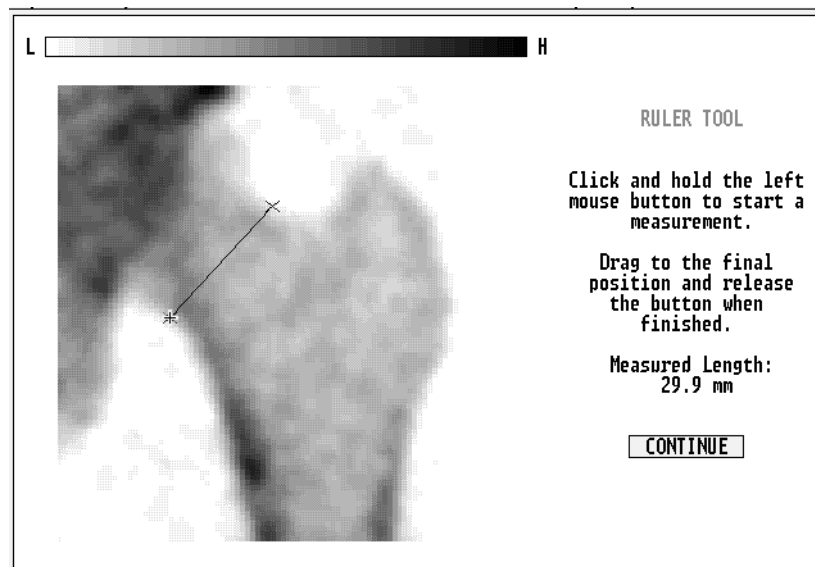 L H
RULER TOOL
Click and hold the left
mouse button to start a
measurement.
Drag to the final
position and release
the button when
finished.
Measured Length:
29.9 mm
CONTINUE